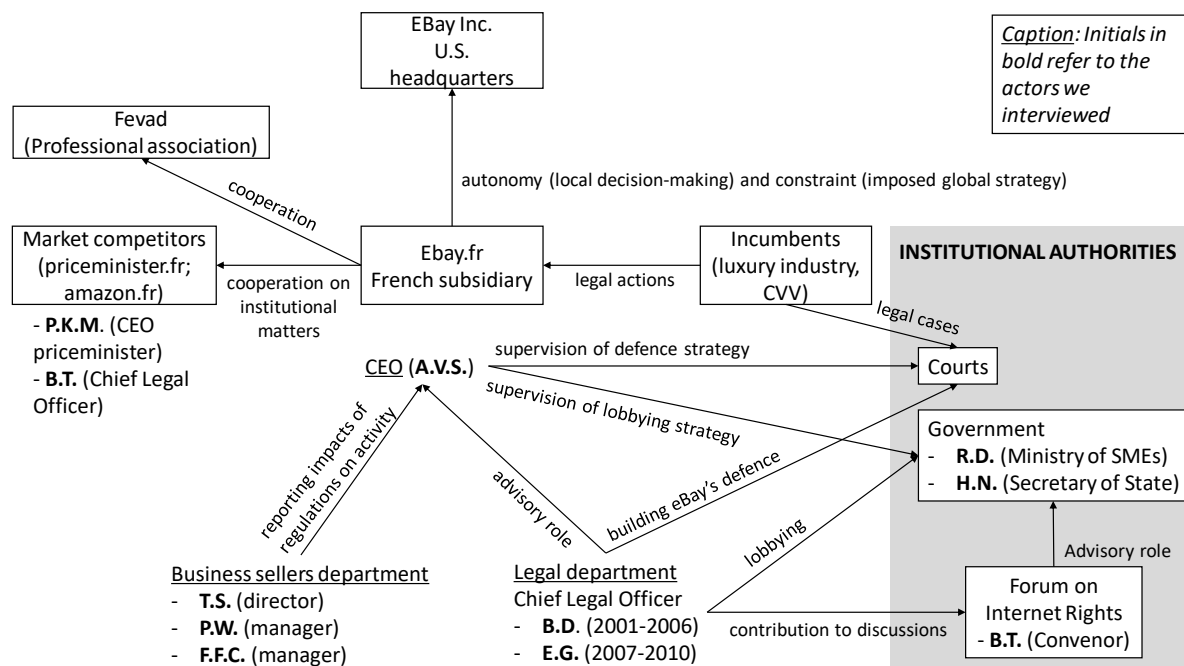 EBay Inc.
U.S.
headquarters
Caption: Initials in
bold refer to the
actors we
interviewed
Fevad
(Professional association)
cooperation
autonomy (local decision-making) and constraint (imposed global strategy)
Market competitors
(priceminister.fr;
amazon.fr)
- P.K.M. (CEO
priceminister)
- B.T. (Chief Legal
Officer)
cooperation on
institutional
matters
Ebay.fr
French subsidiary
legal actions
Incumbents
(luxury industry,
CVV)
INSTITUTIONAL AUTHORITIES
legal cases
Courts
CEO (A.V.S.)
supervision of defence strategy
supervision of lobbying strategy
Government
- R.D. (Ministry of SMEs)
- H.N. (Secretary of State)
reporting impacts of
regulations on activity
advisory role
building eBay's defence
lobbying
Advisory role
Business sellers department
- T.S. (director)
- P.W. (manager)
- F.F.C. (manager)
Legal department
Chief Legal Officer
- B.D. (2001-2006)
- E.G. (2007-2010)
contribution to discussions
Forum on
Internet Rights
- B.T. (Convenor)